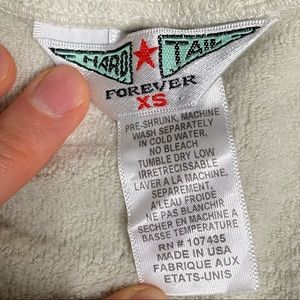 HARD TAIL
FOREVER
XS
PRE-SHRUNK, MACHINE
WASH SEPARATELY
IN COLD WATER,
NO BLEACH
TUMBLE DRY LOW
IRRETRECISSABLE
LAVER A LA MACHINE,
SEPAREMENT,
A L'EAU FROIDE
NE PAS BLANCHIR
SECHER EN MACHINE A
BASSE TEMPERATURE
RN # 107435
MADE IN USA
FABRIQUE AUX
ETATS-UNIS